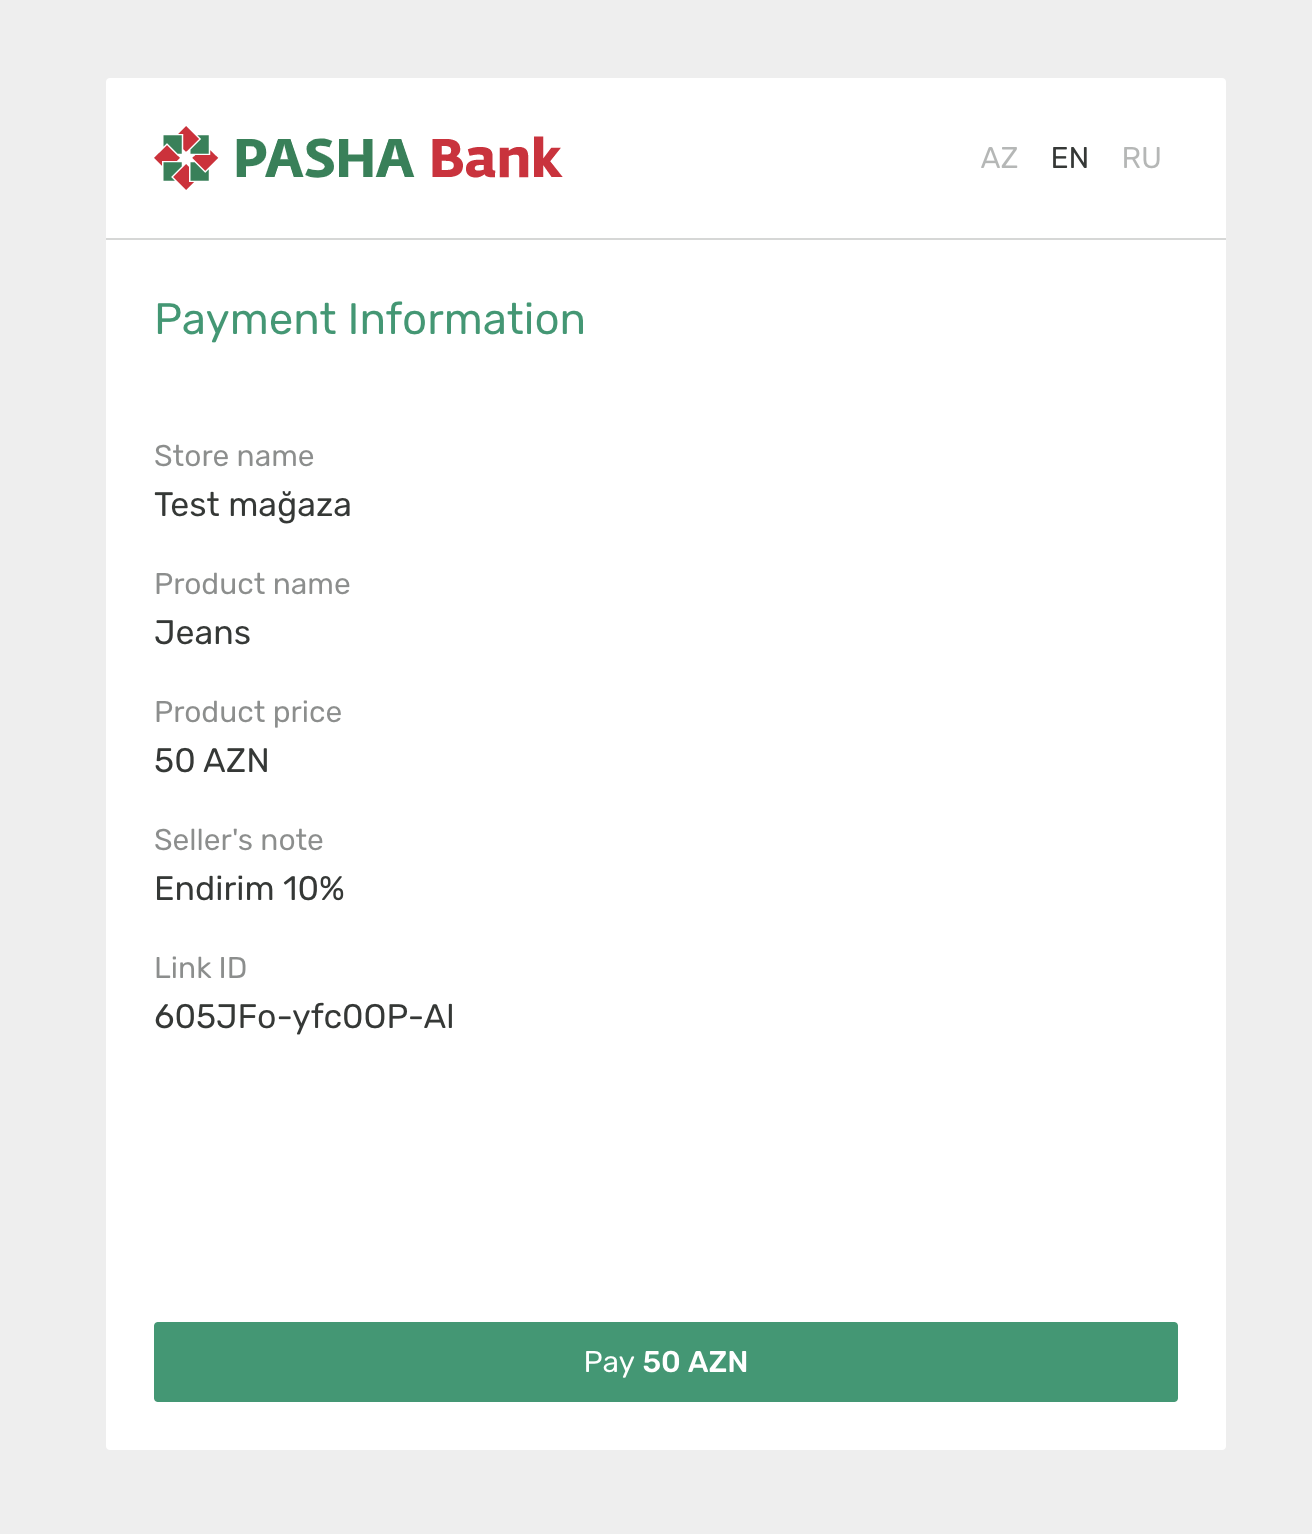 PASHA Bank
AZ EN RU
Payment Information
Store name
Test mağaza
Product name
Jeans
Product price
50 AZN
Seller's note
Endirim 10%
Link ID
605JFo-yfc0OP-Al
Pay 50 AZN